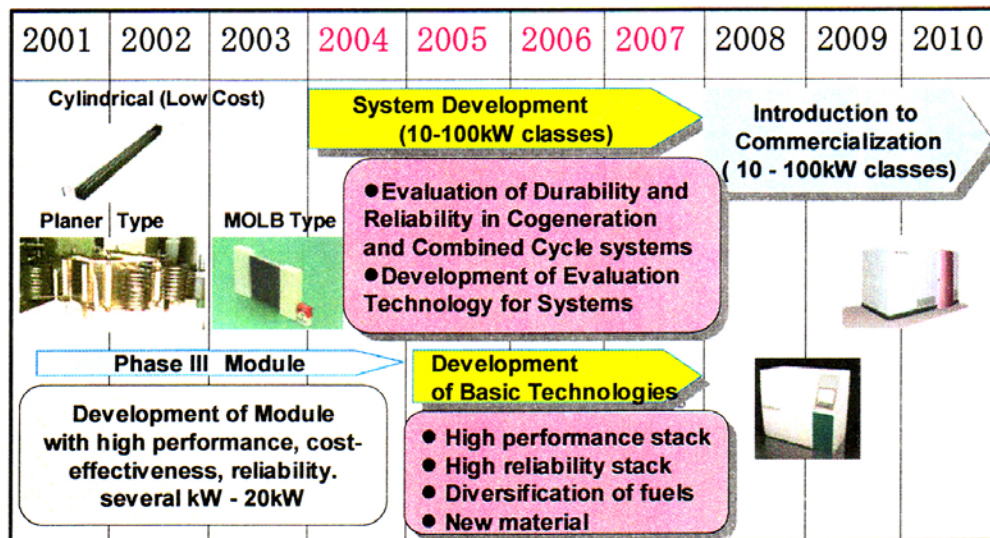 2001 2002 2003 2004 2005 2006 2007 2008 2009 2010
Cylindrical (Low Cost)
System Development
(10-100kW classes)
Introduction to
Commercialization
( 10 - 100kW classes)
Planer Type
MOLB Type
●Evaluation of Durability and
Reliability in Cogeneration
and Combined Cycle systems
●Development of Evaluation
Technology for Systems
Phase III Module
Development
of Basic Technologies
Development of Module
with high performance, cost-
effectiveness, reliability.
several kW - 20kW
● High performance stack
● High reliability stack
● Diversification of fuels
● New material